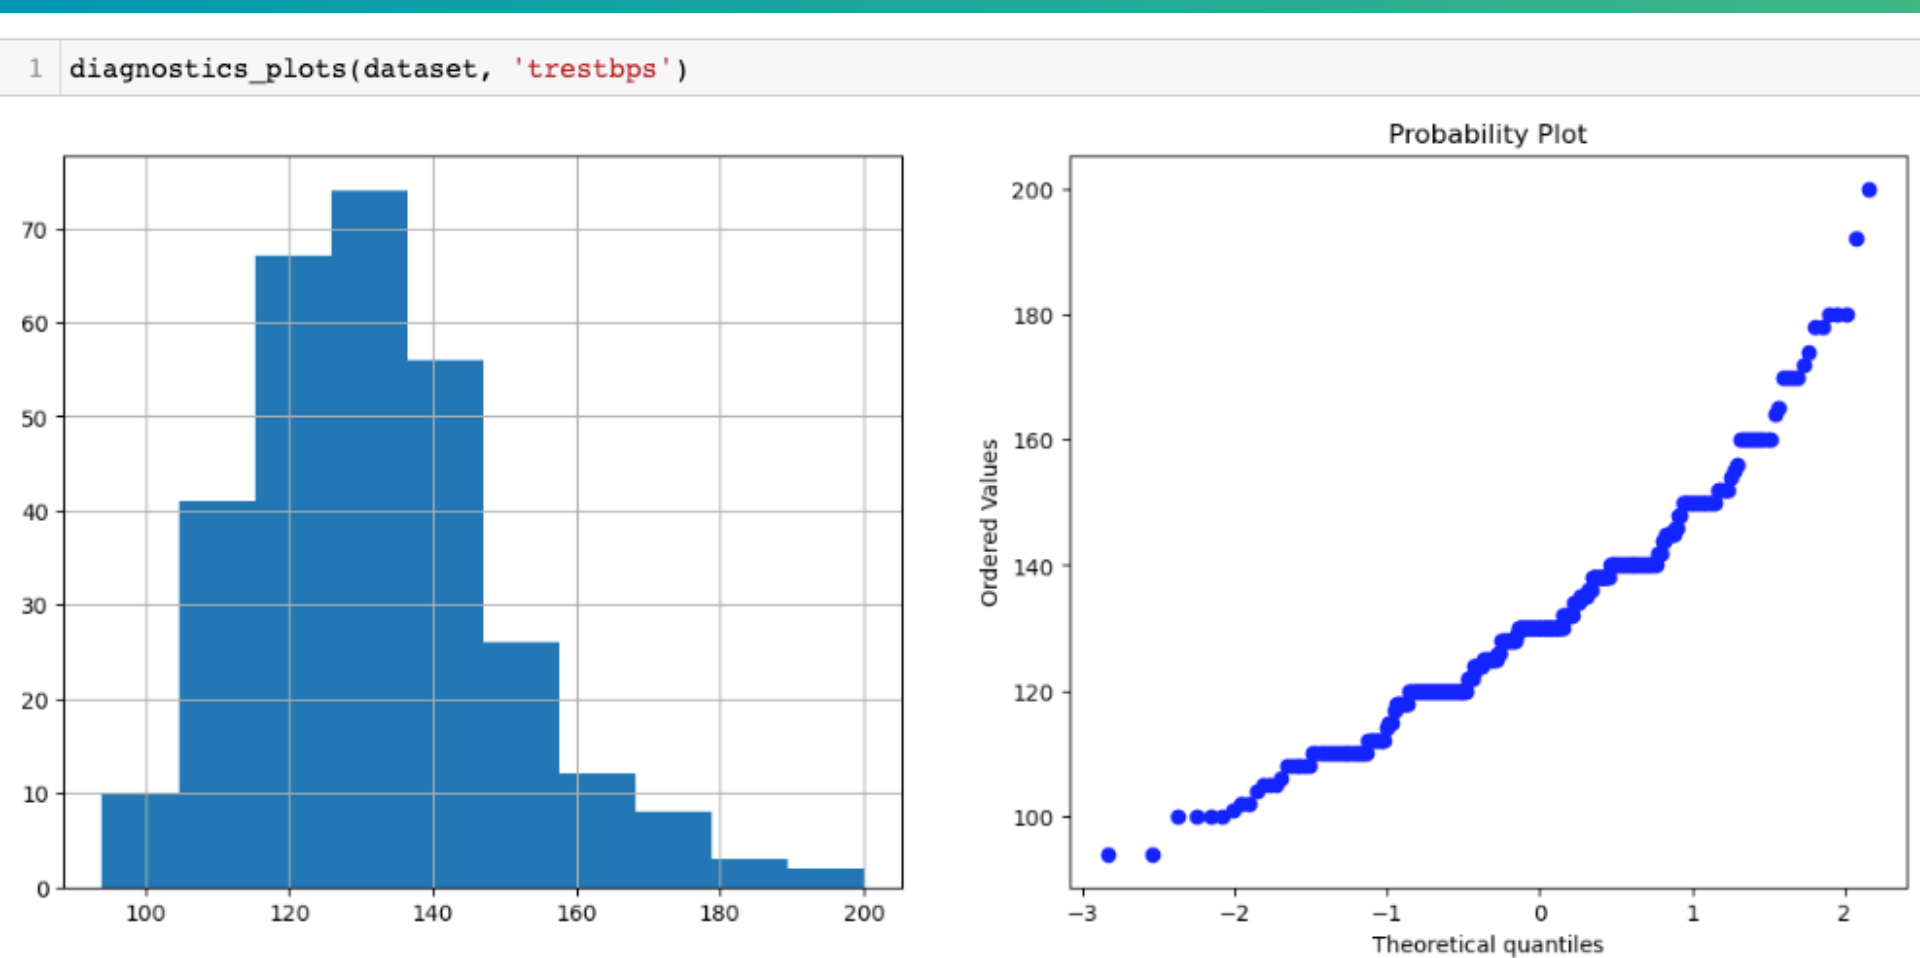 1 diagnostics_plots(dataset, 'trestbps')
70
60
50
40
30
20
10
0
100 120 140 160 180 200
Probability Plot
Ordered Values
200
180
160
140
120
100
−3 −2 −1 0 1 2
Theoretical quantiles